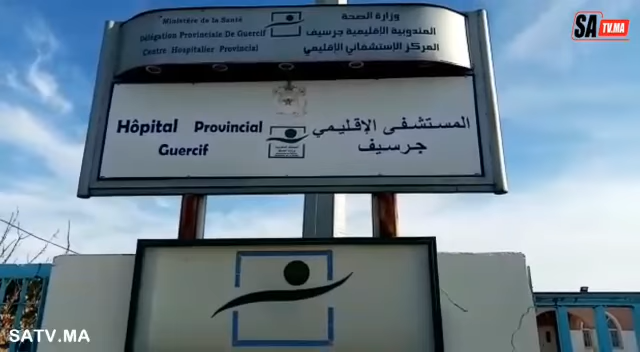 Ministère de la Santé
وزارة الصحة
Délégation Provinciale De Guercif
المندوبية الإقليمية جرسيف
Centre Hospitalier Provincial
المركز الإستشفائي الإقليمي
Hôpital Provincial
Guercif
المستشفى الإقليمي
جرسيف
SA TV.MA
SATV.MA